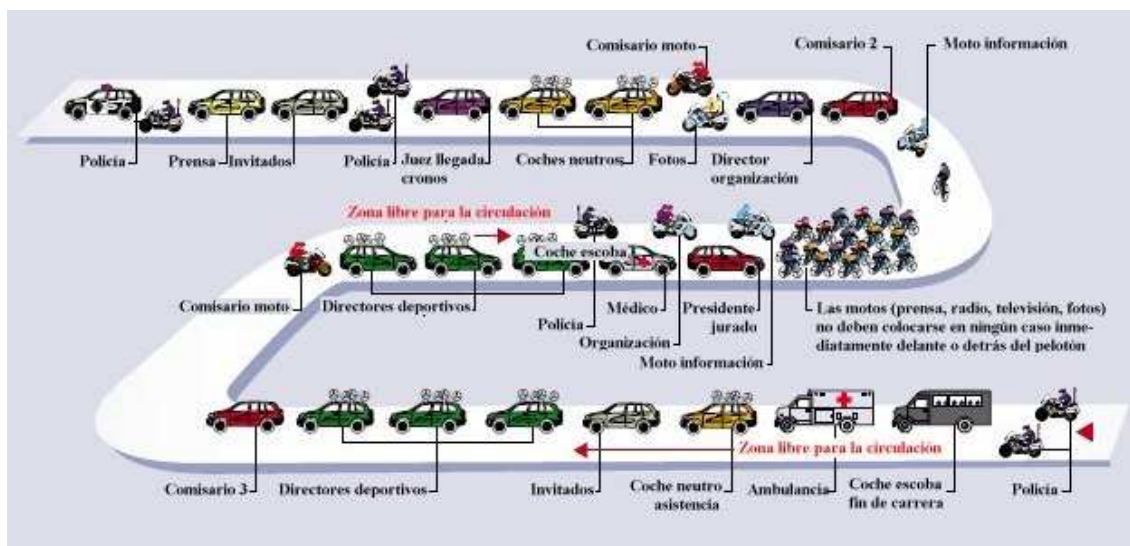 Comisario moto
Comisario 2
Moto información
Policía
Prensa
Invitados
Policía
Juez llegada
cronos
Coches neutros
Fotos
Director
organización
Zona libre para la circulación
Coche escoba
Comisario moto
Directores deportivos
Policía
Médico
Organización
Presidente
jurado
Moto información
Las motos (prensa, radio, televisión, fotos)
no deben colocarse en ningún caso inme-
diatamente delante o detrás del pelotón
Zona libre para la circulación
Comisario 3
Directores deportivos
Invitados
Coche neutro
asistencia
Ambulancia
Coche escoba
fin de carrera
Policía